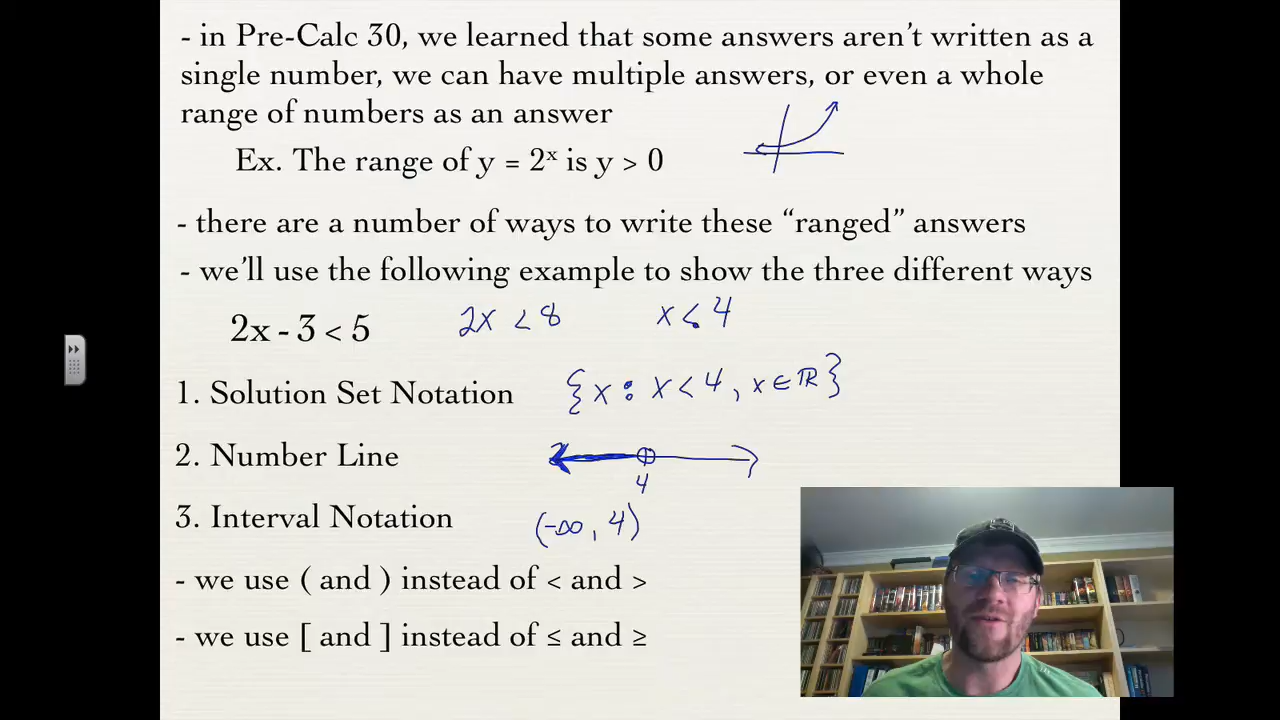 - in Pre-Calc 30, we learned that some answers aren't written as a
single number, we can have multiple answers, or even a whole
range of numbers as an answer
Ex. The range of y = 2ˣ is y > 0
- there are a number of ways to write these “ranged” answers
- we'll use the following example to show the three different ways
2x - 3 < 5 2x < 8 x < 4
1. Solution Set Notation {x : x < 4, x ∈ ℝ}
2. Number Line
4
3. Interval Notation (-∞, 4)
- we use ( and ) instead of < and >
- we use [ and ] instead of ≤ and ≥